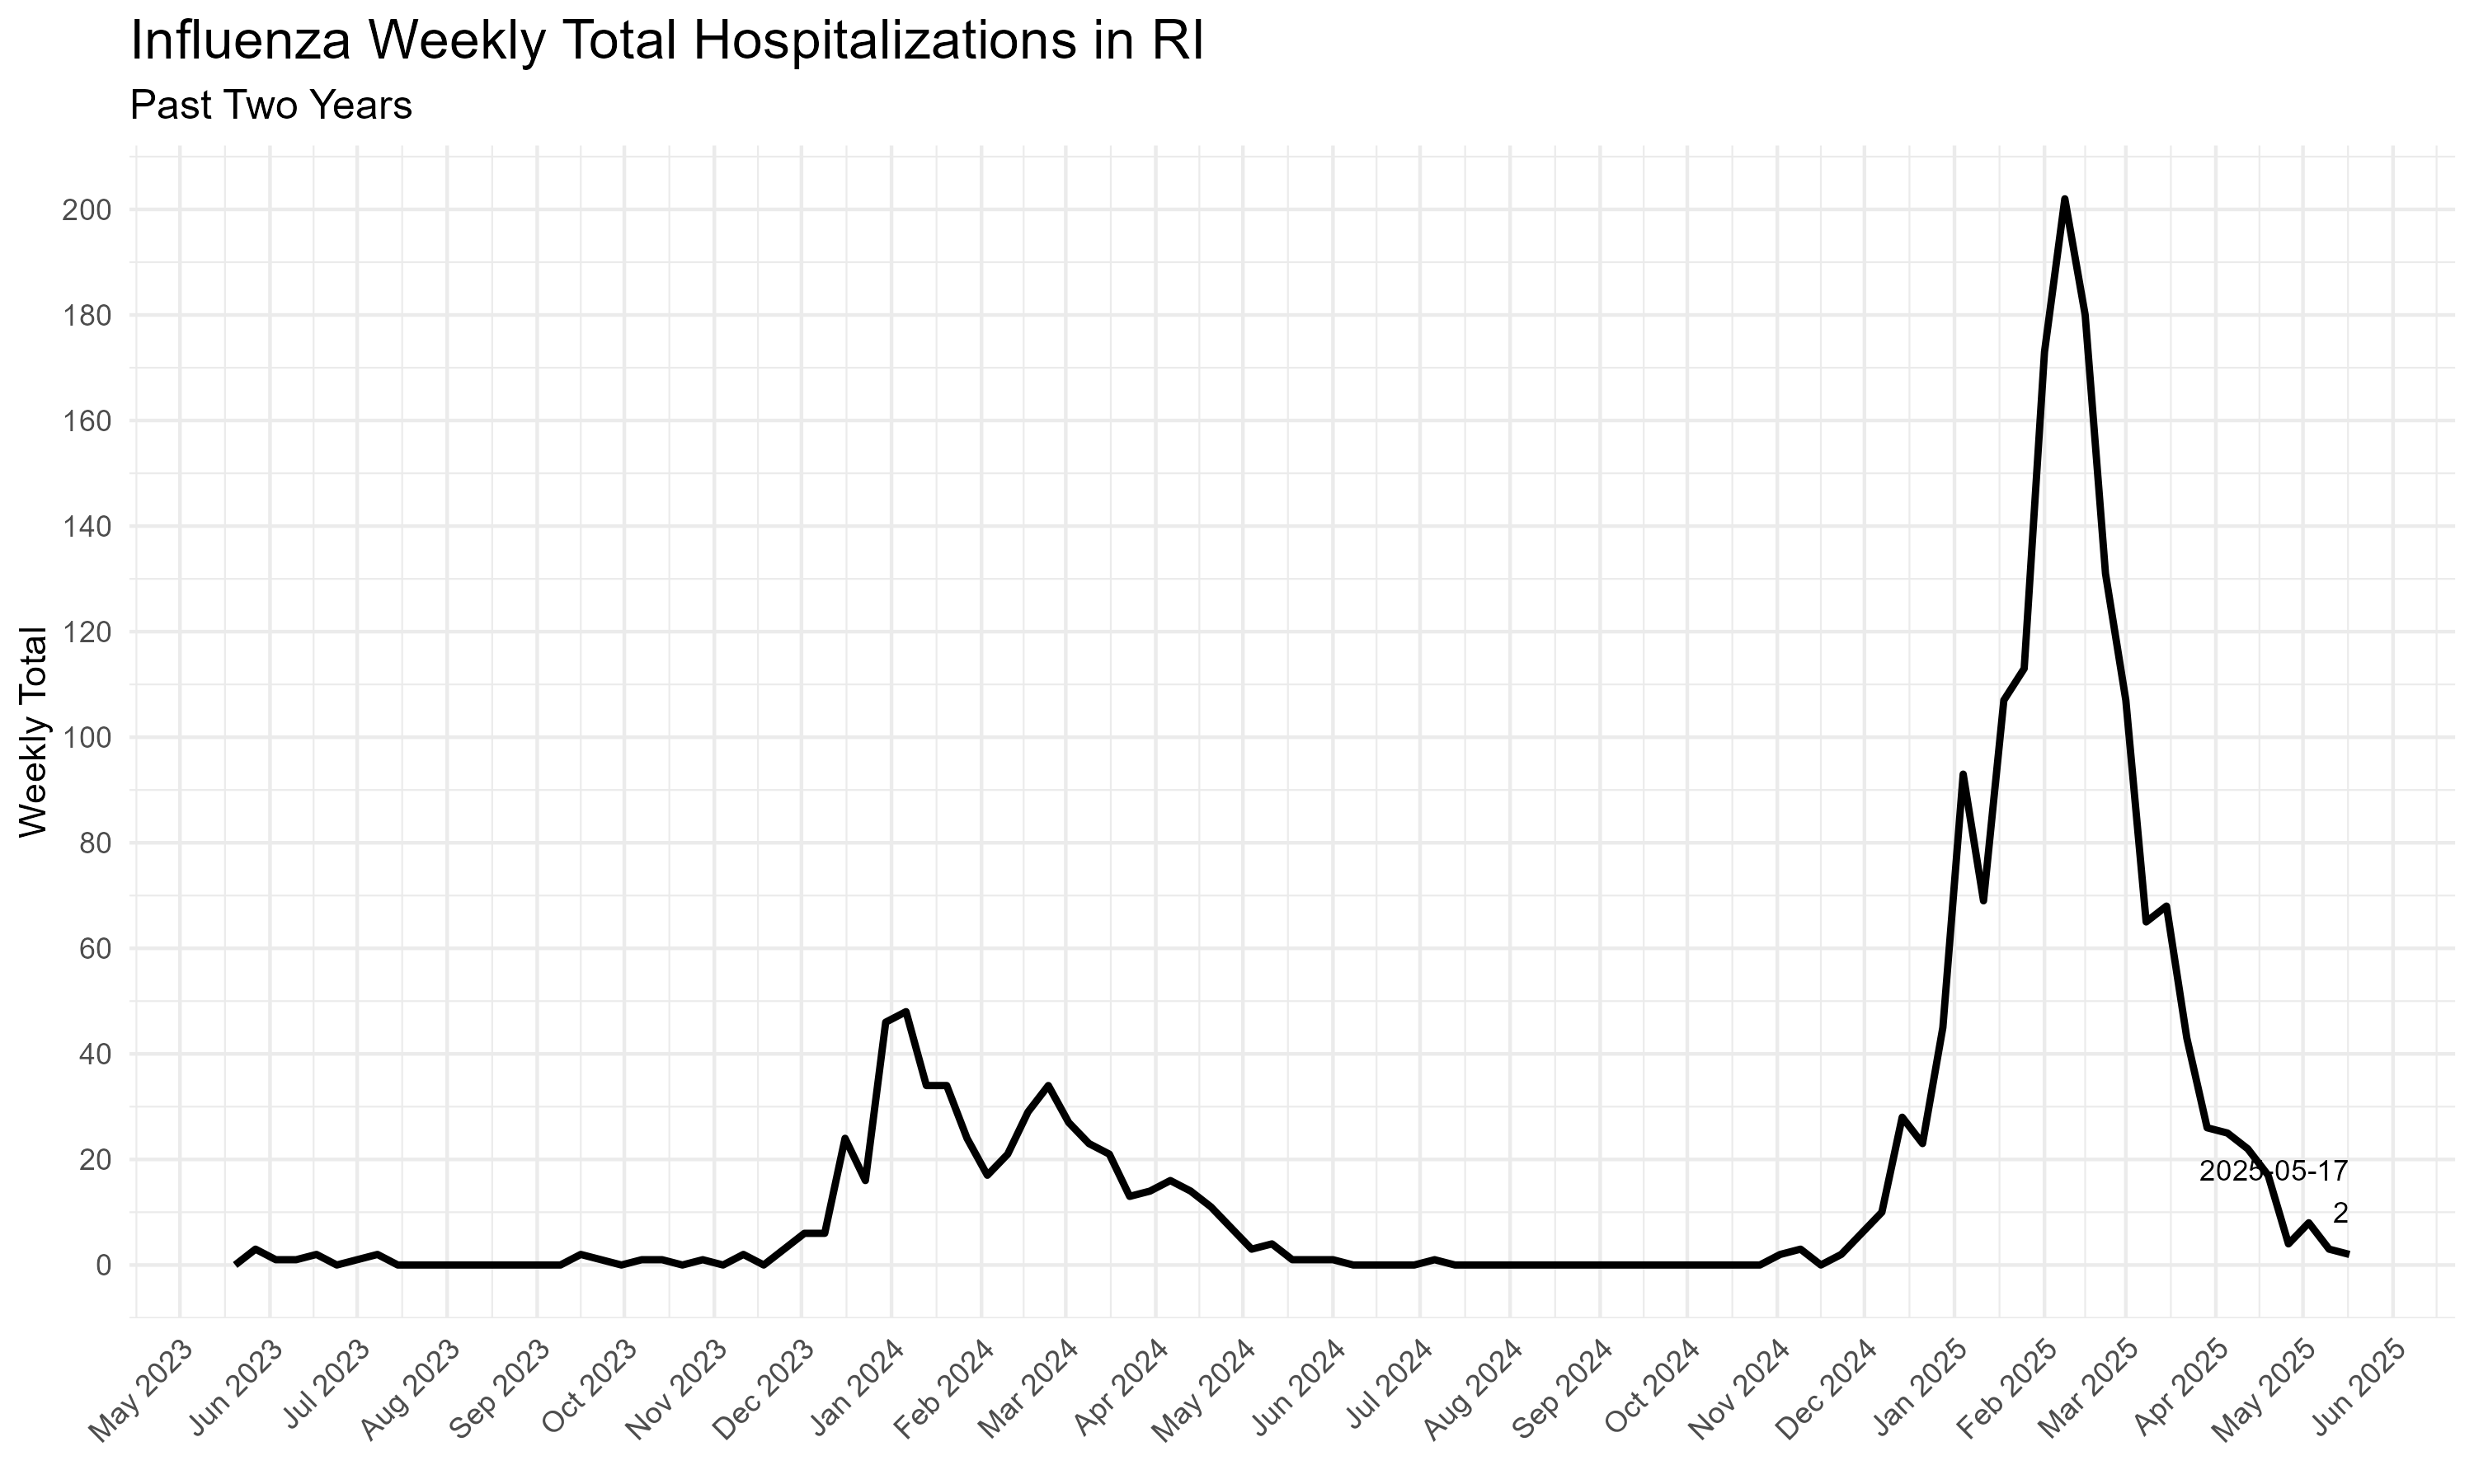 Influenza Weekly Total Hospitalizations in RI
Past Two Years
Weekly Total
200
180
160
140
120
100
80
60
40
20
0
2025-05-17
2
May 2023
Jun 2023
Jul 2023
Aug 2023
Sep 2023
Oct 2023
Nov 2023
Dec 2023
Jan 2024
Feb 2024
Mar 2024
Apr 2024
May 2024
Jun 2024
Jul 2024
Aug 2024
Sep 2024
Oct 2024
Nov 2024
Dec 2024
Jan 2025
Feb 2025
Mar 2025
Apr 2025
May 2025
Jun 2025